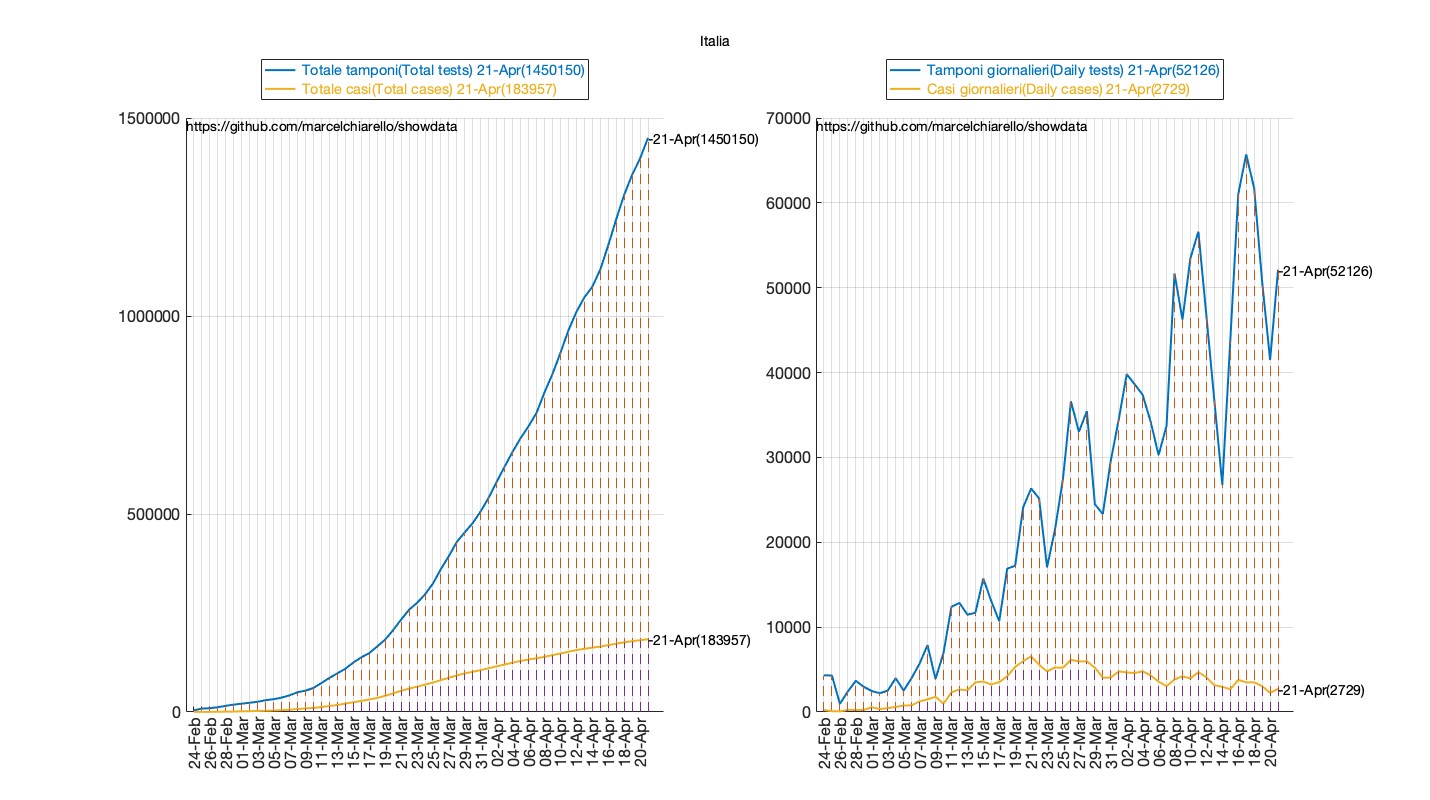 Italia
Totale tamponi(Total tests) 21-Apr(1450150)
Totale casi(Total cases) 21-Apr(183957)
1500000
1000000
500000
0
https://github.com/marcelchiarello/showdata
21-Apr(1450150)
21-Apr(183957)
24-Feb
26-Feb
28-Feb
01-Mar
03-Mar
05-Mar
07-Mar
09-Mar
11-Mar
13-Mar
15-Mar
17-Mar
19-Mar
21-Mar
23-Mar
25-Mar
27-Mar
29-Mar
31-Mar
02-Apr
04-Apr
06-Apr
08-Apr
10-Apr
12-Apr
14-Apr
16-Apr
18-Apr
20-Apr
Tamponi giornalieri(Daily tests) 21-Apr(52126)
Casi giornalieri(Daily cases) 21-Apr(2729)
70000
60000
50000
40000
30000
20000
10000
0
https://github.com/marcelchiarello/showdata
21-Apr(52126)
21-Apr(2729)
24-Feb
26-Feb
28-Feb
01-Mar
03-Mar
05-Mar
07-Mar
09-Mar
11-Mar
13-Mar
15-Mar
17-Mar
19-Mar
21-Mar
23-Mar
25-Mar
27-Mar
29-Mar
31-Mar
02-Apr
04-Apr
06-Apr
08-Apr
10-Apr
12-Apr
14-Apr
16-Apr
18-Apr
20-Apr